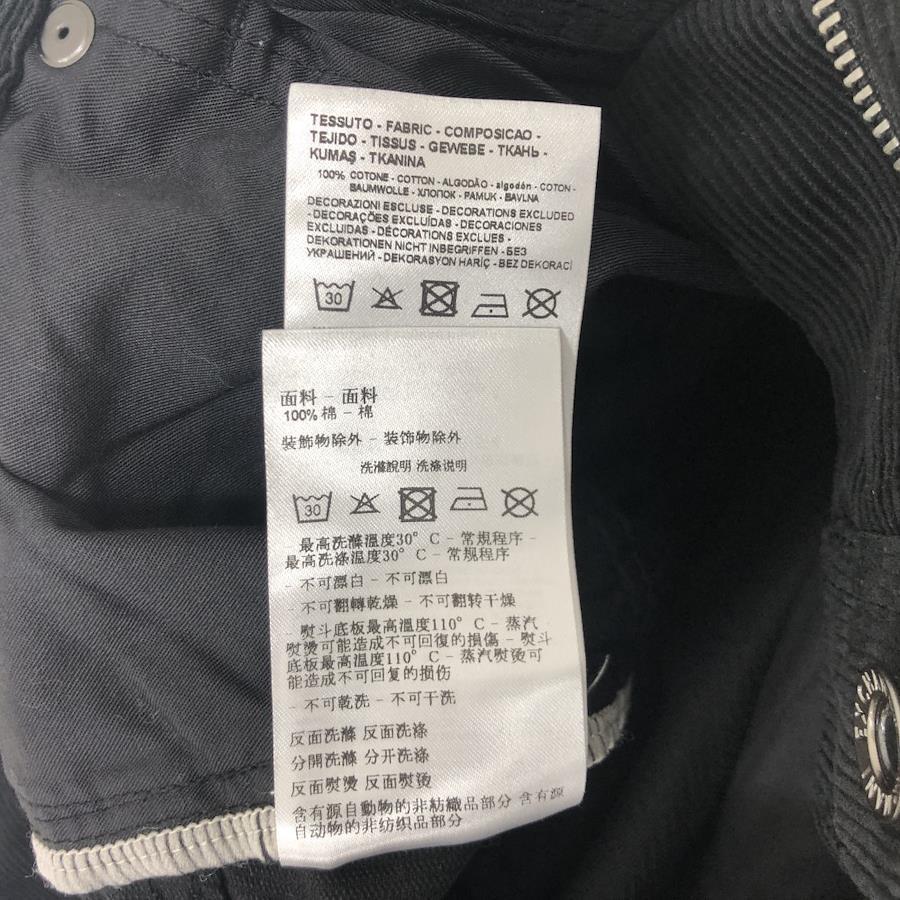 TESSUTO - FABRIC - COMPOSICAO -
TEJIDO - TISSUS - GEWEBE - ТКАНЬ -
KUMAŞ - TKANINA
100% COTONE - COTTON - ALGODÃO - algodón - COTON -
BAUMWOLLE - ХЛОПОК - PAMUK - BAVLNA
DECORAZIONI ESCLUSE - DECORATIONS EXCLUDED
- DECORAÇÕES EXCLUÍDAS - DECORACIONES
EXCLUIDAS - DÉCORATIONS EXCLUES -
DEKORATIONEN NICHT INBEGRIFFEN - БЕЗ
УКРАШЕНИЙ - DEKORASYON HARİÇ - BEZ DEKORACÍ
30
面料 - 面料
100% 棉 - 棉
裝飾物除外 - 装饰物除外
洗滌說明 洗涤说明
30
- 最高洗滌溫度30° C - 常規程序 -
最高洗涤温度30° C - 常规程序
- 不可漂白 - 不可漂白
- 不可翻轉乾燥 - 不可翻转干燥
- 熨斗底板最高溫度110° C - 蒸汽
熨燙可能造成不可回復的損傷 - 熨斗
底板最高温度110° C - 蒸汽熨烫可
能造成不可回复的损伤
- 不可乾洗 - 不可干洗
反面洗滌 反面洗涤
分開洗滌 分开洗涤
反面熨燙 反面熨烫
含有源自動物的非紡織品部分 含有源
自动物的非纺织品部分